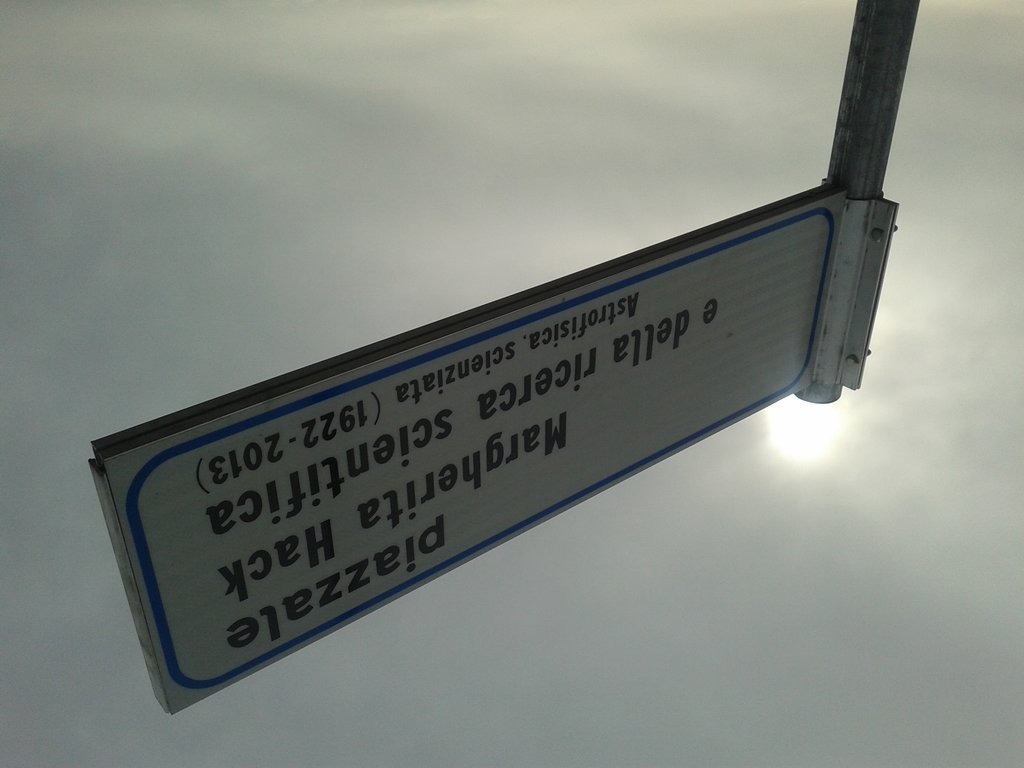 piazzale
Margherita Hack
e della ricerca scientifica
Astrofisica, scienziata (1922-2013)